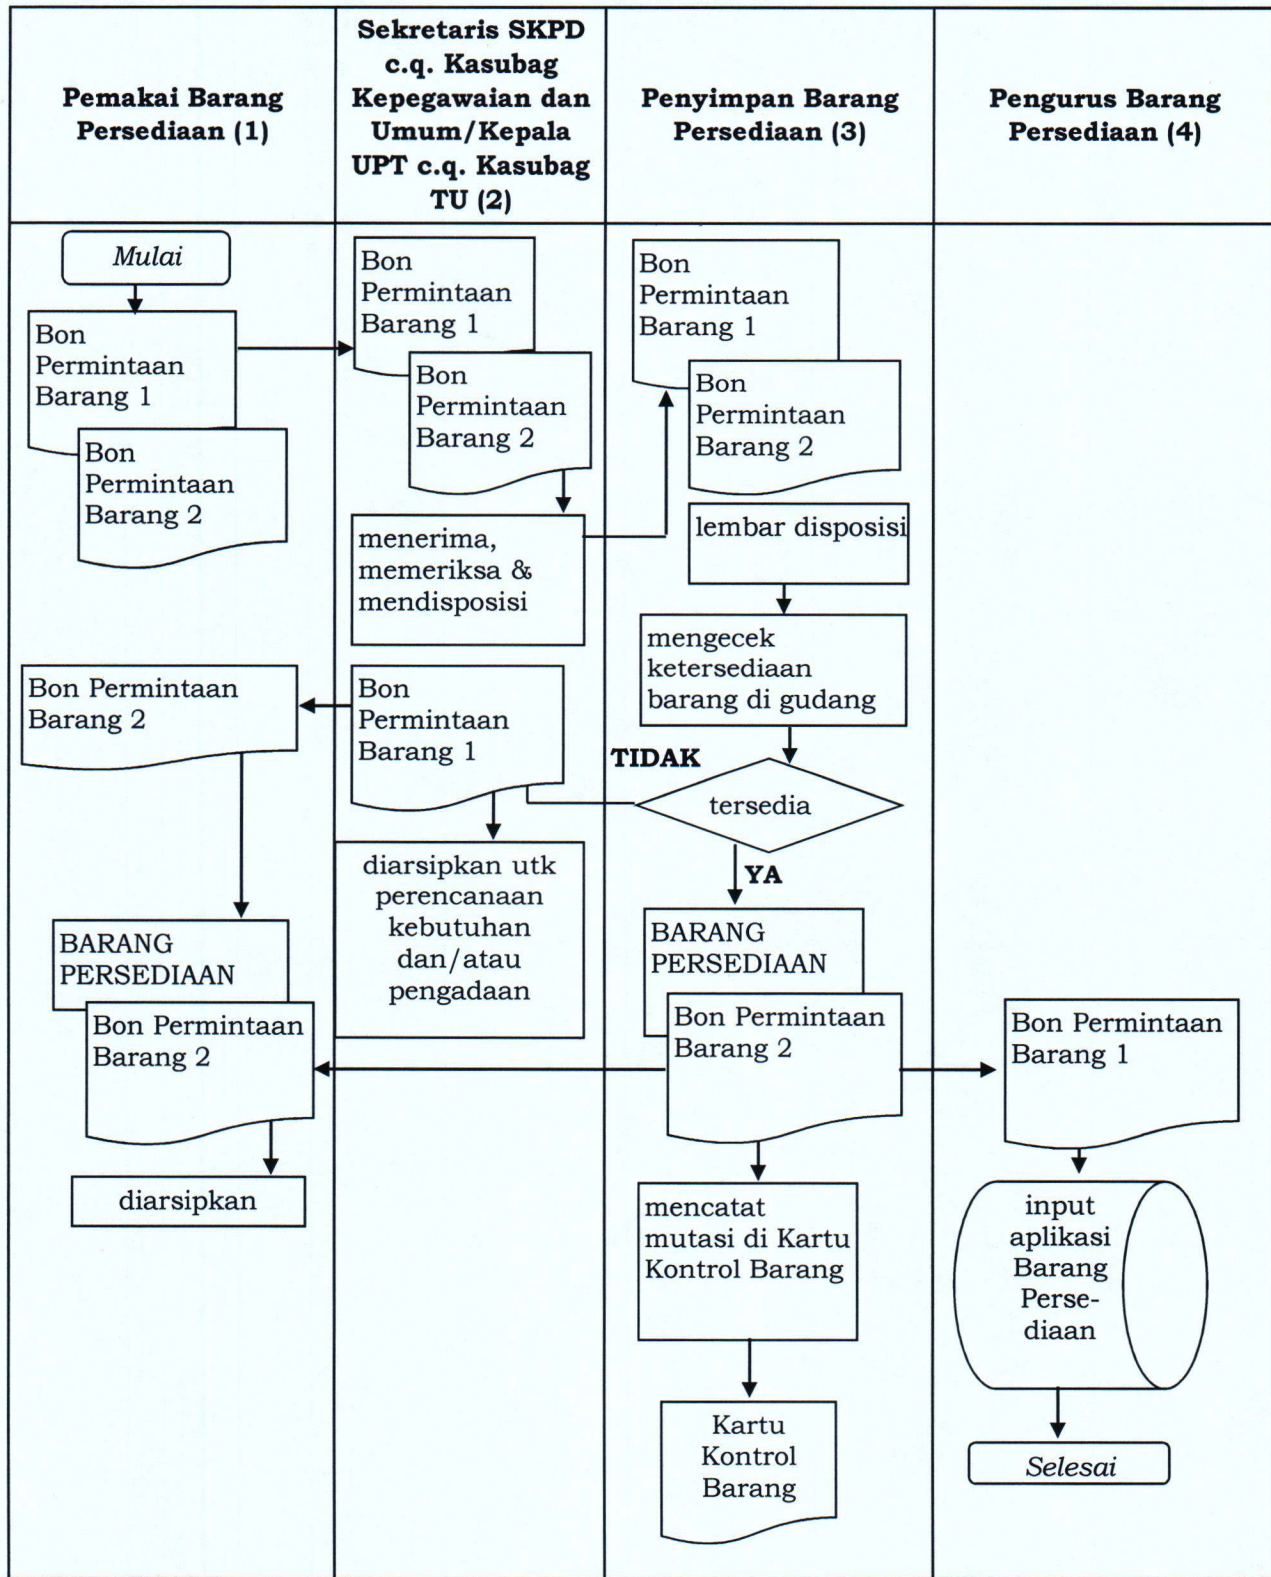 Pemakai Barang
Persediaan (1)
Sekretaris SKPD
c.q. Kasubag
Kepegawaian dan
Umum/Kepala
UPT c.q. Kasubag
TU (2)
Penyimpan Barang
Persediaan (3)
Pengurus Barang
Persediaan (4)
Mulai
Bon
Permintaan
Barang 1
Bon
Permintaan
Barang 2
Bon
Permintaan
Barang 1
Bon
Permintaan
Barang 2
menerima,
memeriksa &
mendisposisi
Bon
Permintaan
Barang 1
Bon
Permintaan
Barang 2
lembar disposisi
mengecek
ketersediaan
barang di gudang
TIDAK
tersedia
YA
Bon Permintaan
Barang 2
Bon
Permintaan
Barang 1
diarsipkan utk
perencanaan
kebutuhan
dan/atau
pengadaan
BARANG
PERSEDIAAN
Bon Permintaan
Barang 2
diarsipkan
BARANG
PERSEDIAAN
Bon Permintaan
Barang 2
mencatat
mutasi di Kartu
Kontrol Barang
Kartu
Kontrol
Barang
Bon Permintaan
Barang 1
input
aplikasi
Barang
Perse-
diaan
Selesai